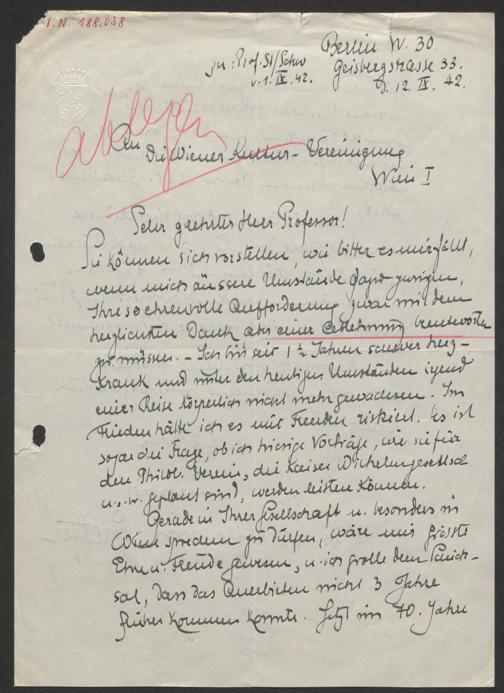 I.N. 188.038
Berlin W. 30
zu: Prof. St/Schw Geisbergstrasse 33.
v. 1. IX. 42. d. 12. IX. 42.
ablegen
An
Die Wiener Kultur-Vereinigung
Wien I
Sehr geehrter Herr Professor!
Sie können sich vorstellen, wie bitter es mir fällt,
wenn mich äussere Umstände dazu zwingen,
Ihre so ehrenvolle Aufforderung zwar mit dem
herzlichsten Dank aber einer Ablehnung beantworten
zu müssen. – Ich bin seit 1½ Jahren schwer herz-
krank und unter den heutigen Umständen irgend
einer Reise körperlich nicht mehr gewachsen. Im
Frieden hätte ich es mit Freuden riskiert. Es ist
sogar die Frage, ob ich hiesige Vorträge, wie sie für
den Philol. Verein, die Kaiser Wilhelmgesellsch
u.s.w. geplant sind, werden leisten können.
Gerade in Ihrer Gesellschaft u. besonders in
Wien sprechen zu dürfen, wäre mir grösste
Ehre u. Freude gewesen, u. ich grolle dem Schick-
sal, dass das Anerbieten nicht 3 Jahre
früher kommen konnte. Jetzt im 70. Jahre